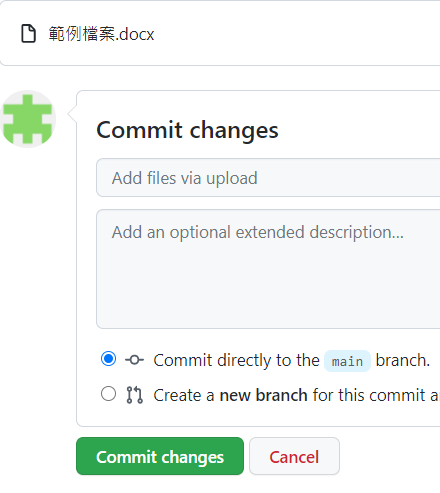 範例檔案.docx
Commit changes
Add files via upload
Add an optional extended description...
Commit directly to the main branch.
Create a new branch for this commit
Commit changes
Cancel